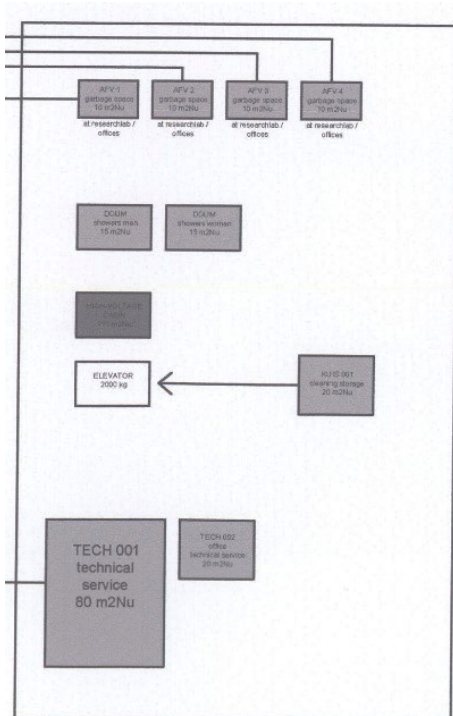 AFV 1
garbage space
10 m2Nu
at researchlab /
offices
AFV 2
garbage space
10 m2Nu
at researchlab /
offices
AFV 3
garbage space
10 m2Nu
at researchlab /
offices
AFV 4
garbage space
10 m2Nu
at researchlab /
offices
showers men
15 m2Nu
showers women
15 m2Nu
HIGH VOLTAGE
ELEVATOR
2000 kg
cleaning storage
20 m2Nu
TECH 001
technical
service
80 m2Nu
TECH 002
office
technical service
20 m2Nu